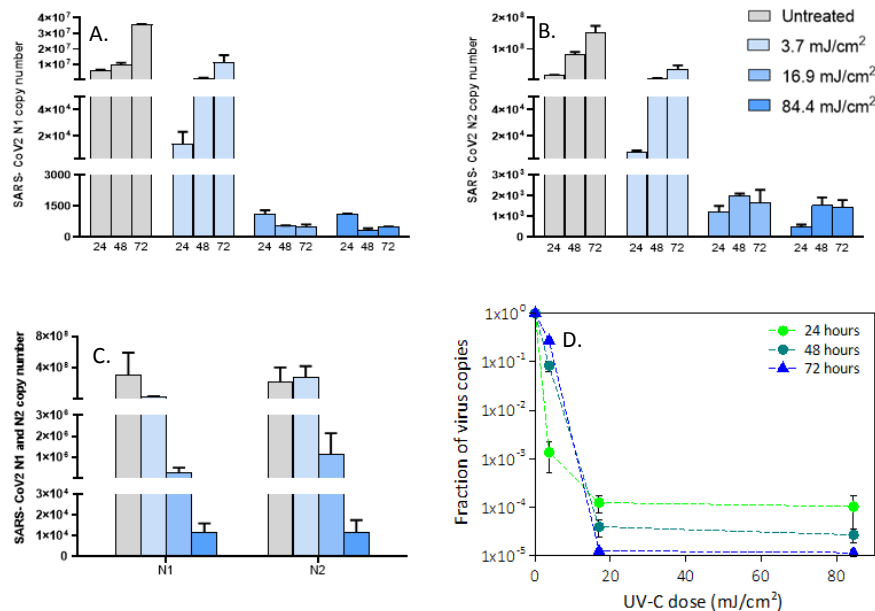 A.
SARS- CoV2 N1 copy number
4×10⁷
3×10⁷
2×10⁷
1×10⁷
4×10⁴
2×10⁴
3000
1500
0
24 48 72 24 48 72 24 48 72 24 48 72
B.
SARS- CoV2 N2 copy number
2×10⁸
1×10⁸
4×10⁴
2×10⁴
3×10³
2×10³
1×10³
0
24 48 72 24 48 72 24 48 72 24 48 72
Untreated
3.7 mJ/cm²
16.9 mJ/cm²
84.4 mJ/cm²
C.
SARS- CoV2 N1 and N2 copy number
8×10⁸
4×10⁸
3×10⁶
2×10⁶
1×10⁶
3×10⁴
2×10⁴
1×10⁴
0
N1 N2
D.
Fraction of virus copies
1x10⁰
1x10⁻¹
1x10⁻²
1x10⁻³
1x10⁻⁴
1x10⁻⁵
0 20 40 60 80
UV-C dose (mJ/cm²)
24 hours
48 hours
72 hours